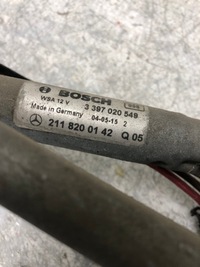 BOSCH
WSA 12 V 3 397 020 549
Made in Germany 04-05-15 2
211 820 01 42 Q 05